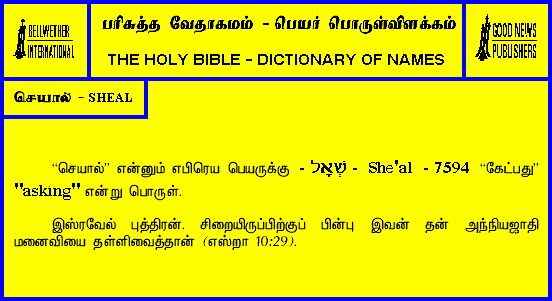 BELLWETHER
INTERNATIONAL
பரிசுத்த வேதாகமம் - பெயர் பொருள்விளக்கம்
THE HOLY BIBLE - DICTIONARY OF NAMES
GOOD NEWS
PUBLISHERS
செயால் - SHEAL
“செயால்” என்னும் எபிரெய பெயருக்கு - שְׁאָל - She'al - 7594 “கேட்பது”
"asking" என்று பொருள்.
இஸ்ரவேல் புத்திரன். சிறையிருப்பிற்குப் பின்பு இவன் தன் அந்நியஜாதி
மனைவியை தள்ளிவைத்தான் (எஸ்றா 10:29).